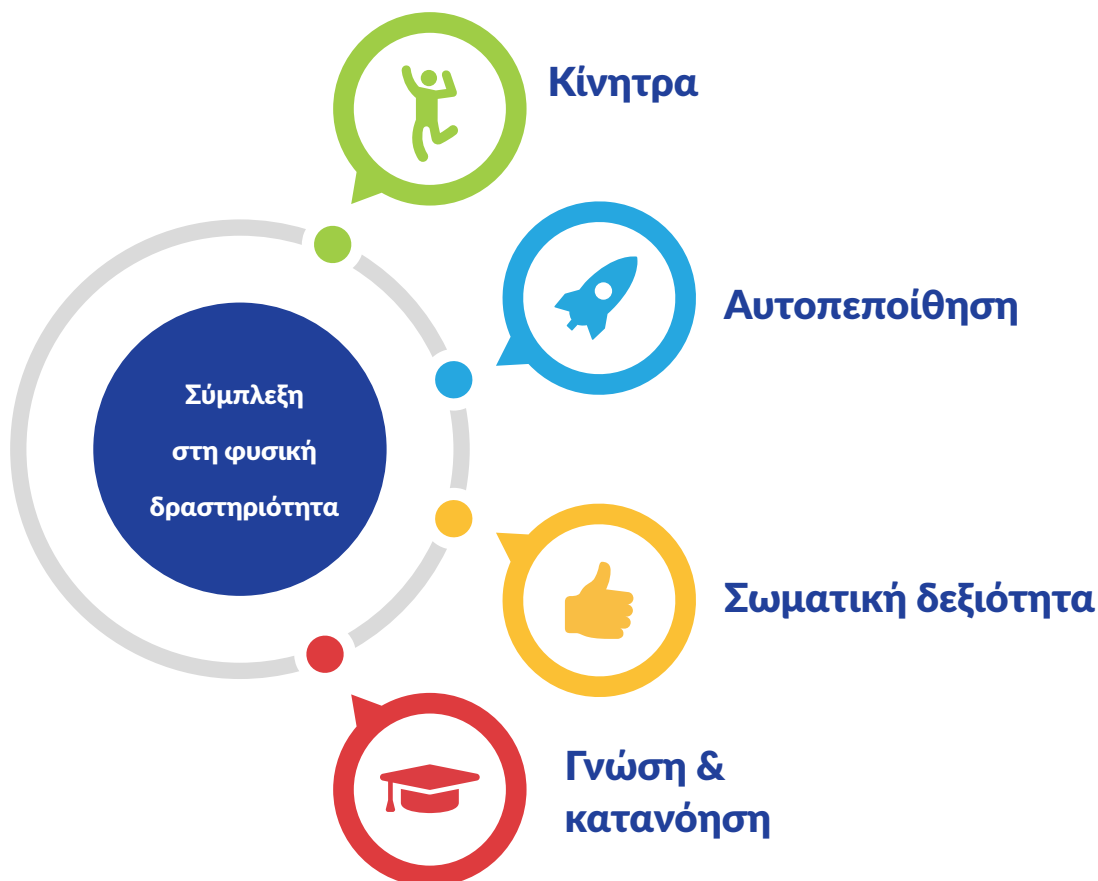 Κίνητρα
Αυτοπεποίθηση
Σύμπλεξη
στη φυσική
δραστηριότητα
Σωματική δεξιότητα
Γνώση &
κατανόηση